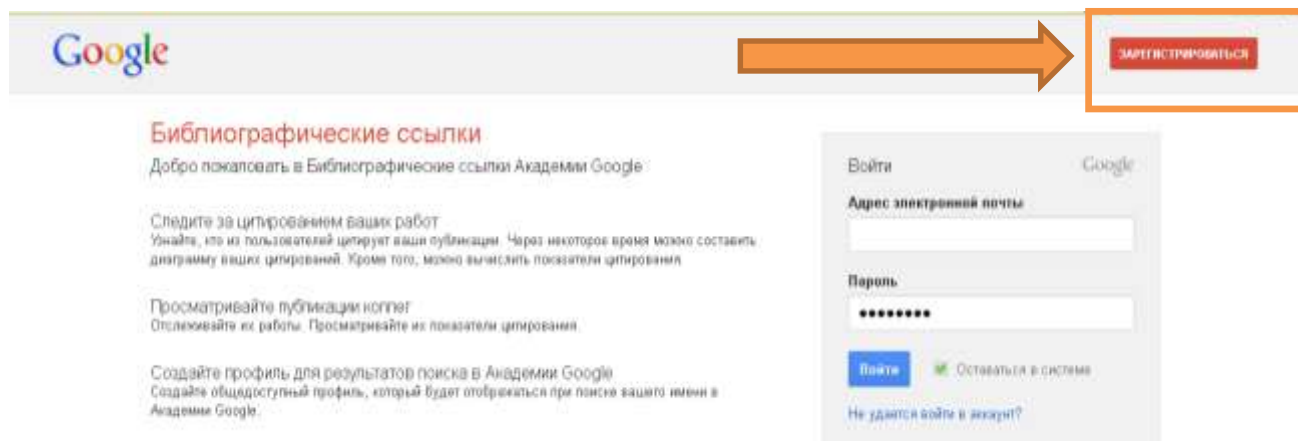 Google
ЗАРЕГИСТРИРОВАТЬСЯ
Библиографические ссылки
Добро пожаловать в Библиографические ссылки Академии Google
Следите за цитированием ваших работ
Узнайте, кто из пользователей цитирует ваши публикации. Через некоторое время можно составить
диаграмму ваших цитирований. Кроме того, можно вычислить показатели цитирования
Просматривайте публикации коллег
Отслеживайте их работы. Просматривайте их показатели цитирования
Создайте профиль для результатов поиска в Академии Google
Создайте общедоступный профиль, который будет отображаться при поиске вашего имени в
Академии Google.
Войти Google
Адрес электронной почты
Пароль
Войти Оставаться в системе
Не удается войти в аккаунт?